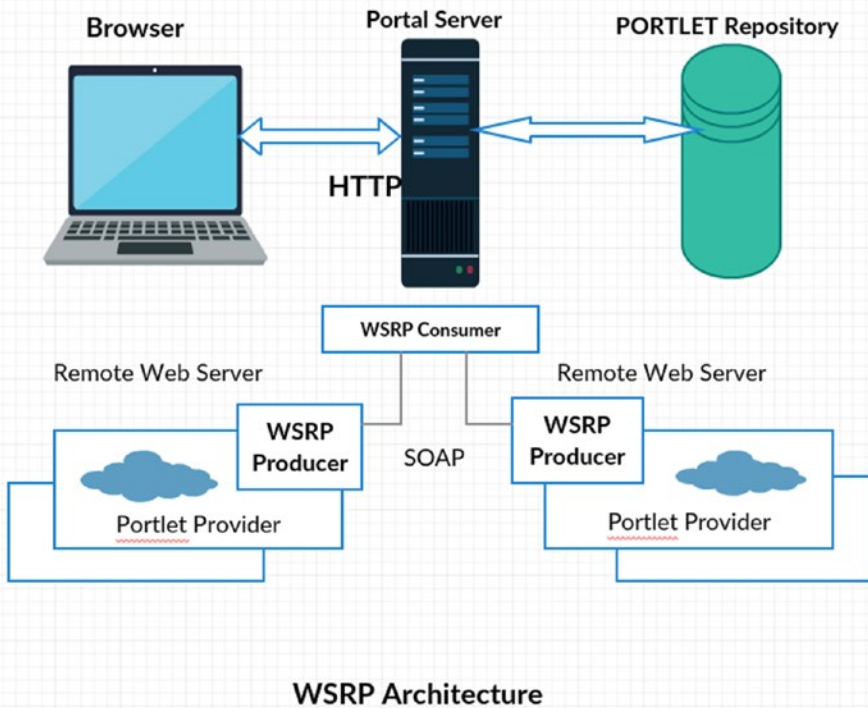 Browser
Portal Server
PORTLET Repository
HTTP
WSRP Consumer
Remote Web Server
Remote Web Server
WSRP
Producer
SOAP
WSRP
Producer
Portlet Provider
Portlet Provider
WSRP Architecture